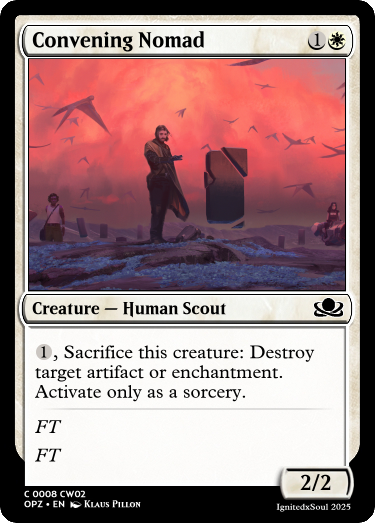 Convening Nomad 1
Creature — Human Scout
1, Sacrifice this creature: Destroy
target artifact or enchantment.
Activate only as a sorcery.
FT
FT
2/2
C 0008 CW02
OPZ • EN Klaus Pillon
IgnitedxSoul 2025